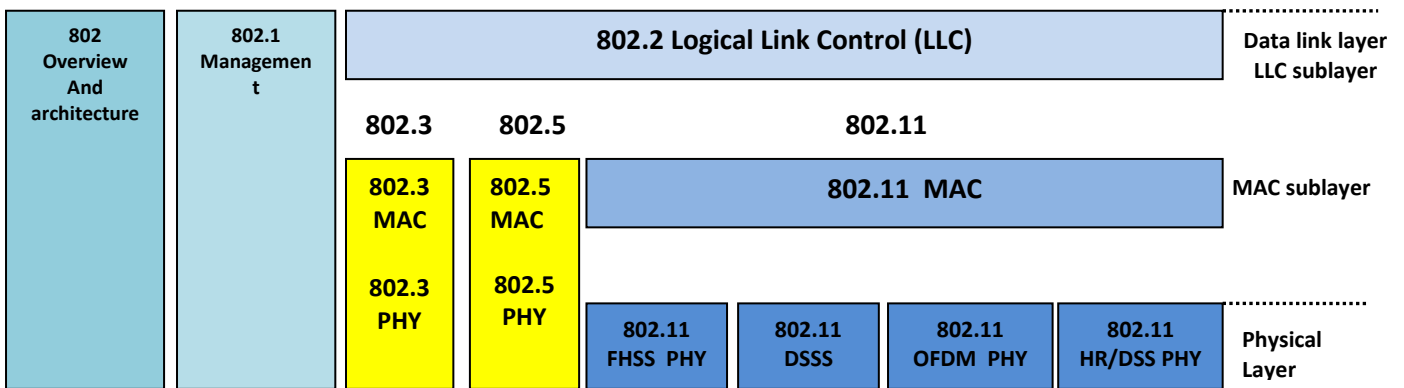 802
Overview
And
architecture
802.1
Managemen
t
802.2 Logical Link Control (LLC)
Data link layer
LLC sublayer
802.3
802.5
802.11
802.3
MAC
802.3
PHY
802.5
MAC
802.5
PHY
802.11 MAC
MAC sublayer
802.11
FHSS PHY
802.11
DSSS
802.11
OFDM PHY
802.11
HR/DSS PHY
Physical
Layer